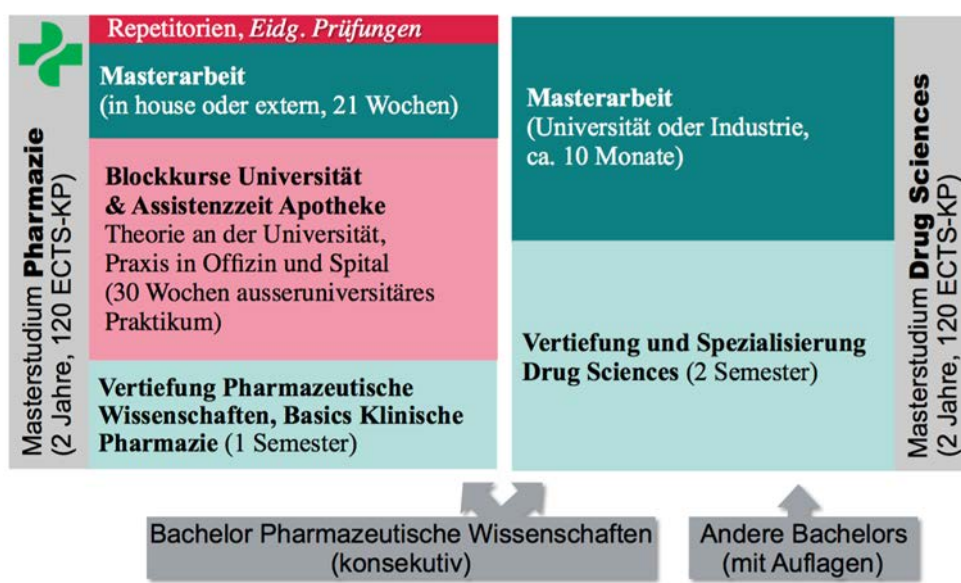 Masterstudium Pharmazie
(2 Jahre, 120 ECTS-KP)
Repetitorien, Eidg. Prüfungen
Masterarbeit
(in house oder extern, 21 Wochen)
Blockkurse Universität
& Assistenzzeit Apotheke
Theorie an der Universität,
Praxis in Offizin und Spital
(30 Wochen ausseruniversitäres
Praktikum)
Vertiefung Pharmazeutische
Wissenschaften, Basics Klinische
Pharmazie (1 Semester)
Masterarbeit
(Universität oder Industrie,
ca. 10 Monate)
Vertiefung und Spezialisierung
Drug Sciences (2 Semester)
Masterstudium Drug Sciences
(2 Jahre, 120 ECTS-KP)
Bachelor Pharmazeutische Wissenschaften
(konsekutiv)
Andere Bachelors
(mit Auflagen)